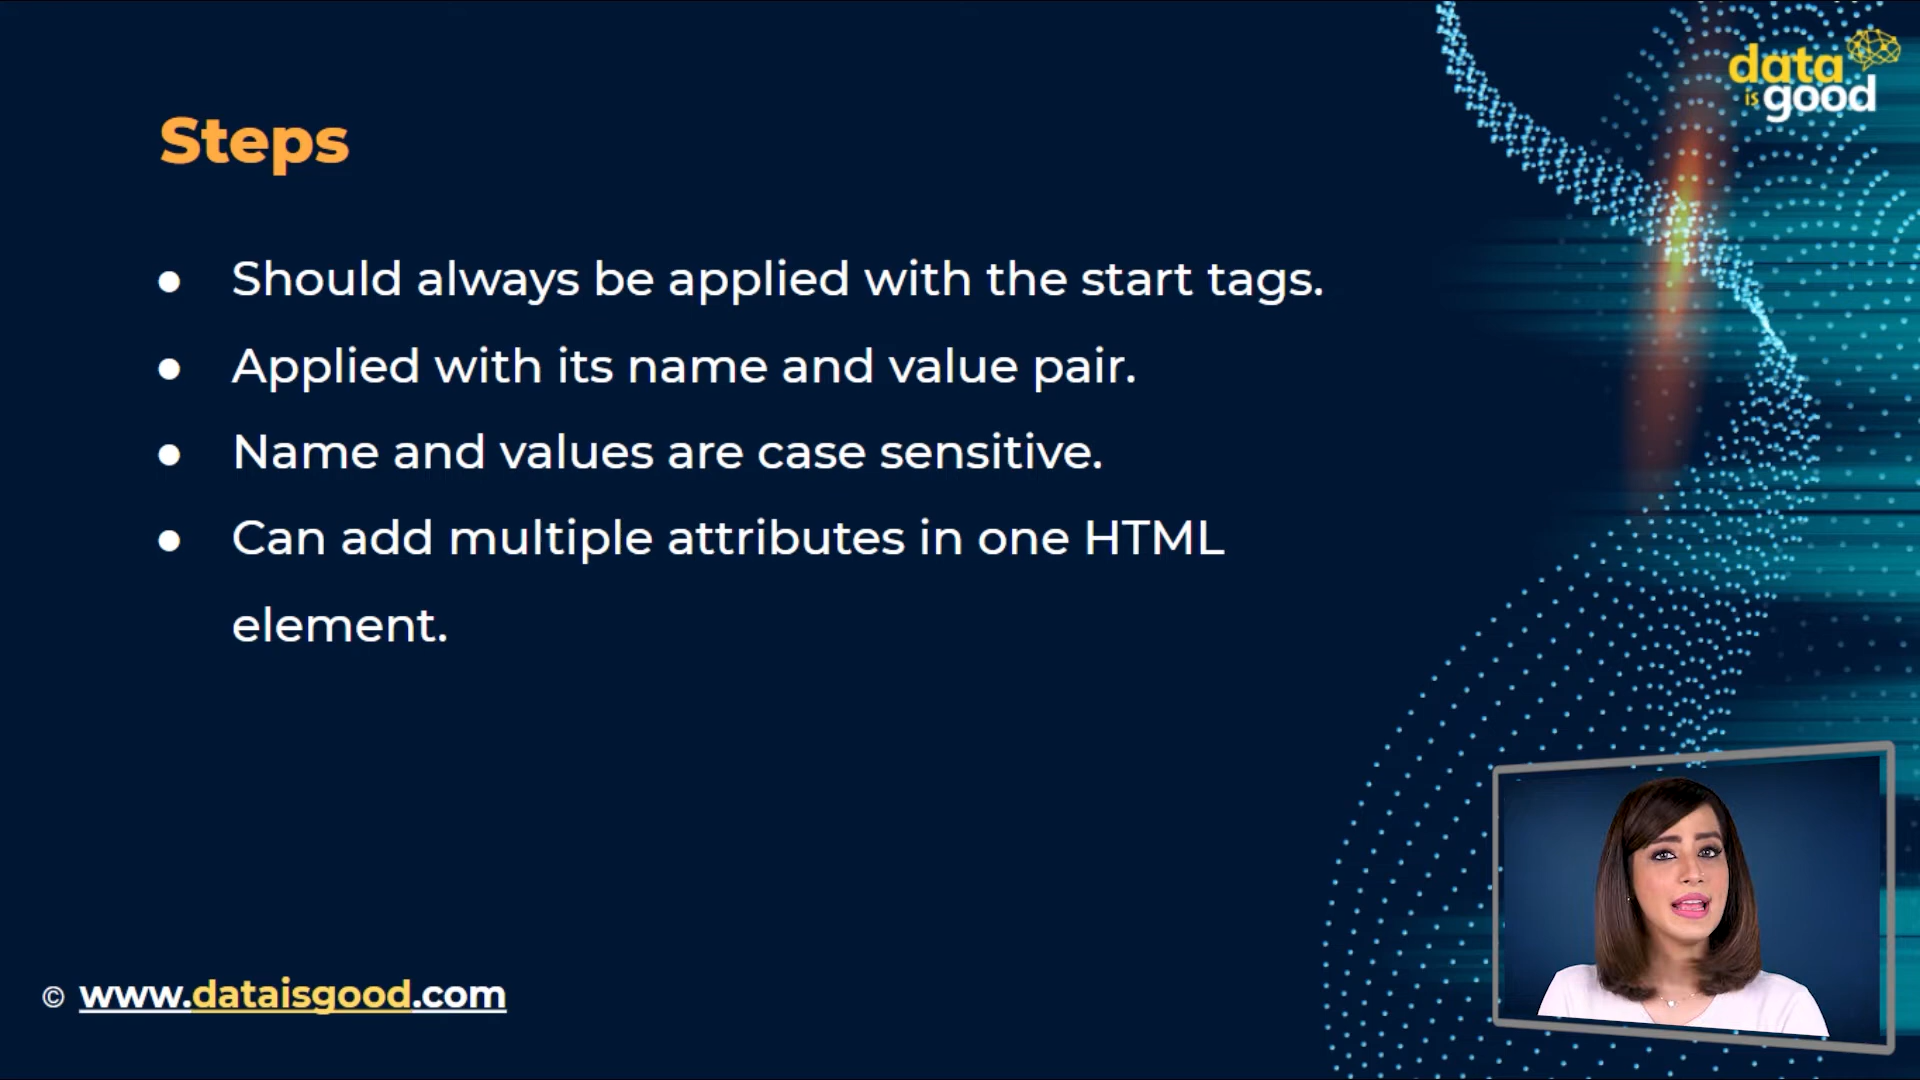 data
is good
Steps
● Should always be applied with the start tags.
● Applied with its name and value pair.
● Name and values are case sensitive.
● Can add multiple attributes in one HTML
element.
© www.dataisgood.com